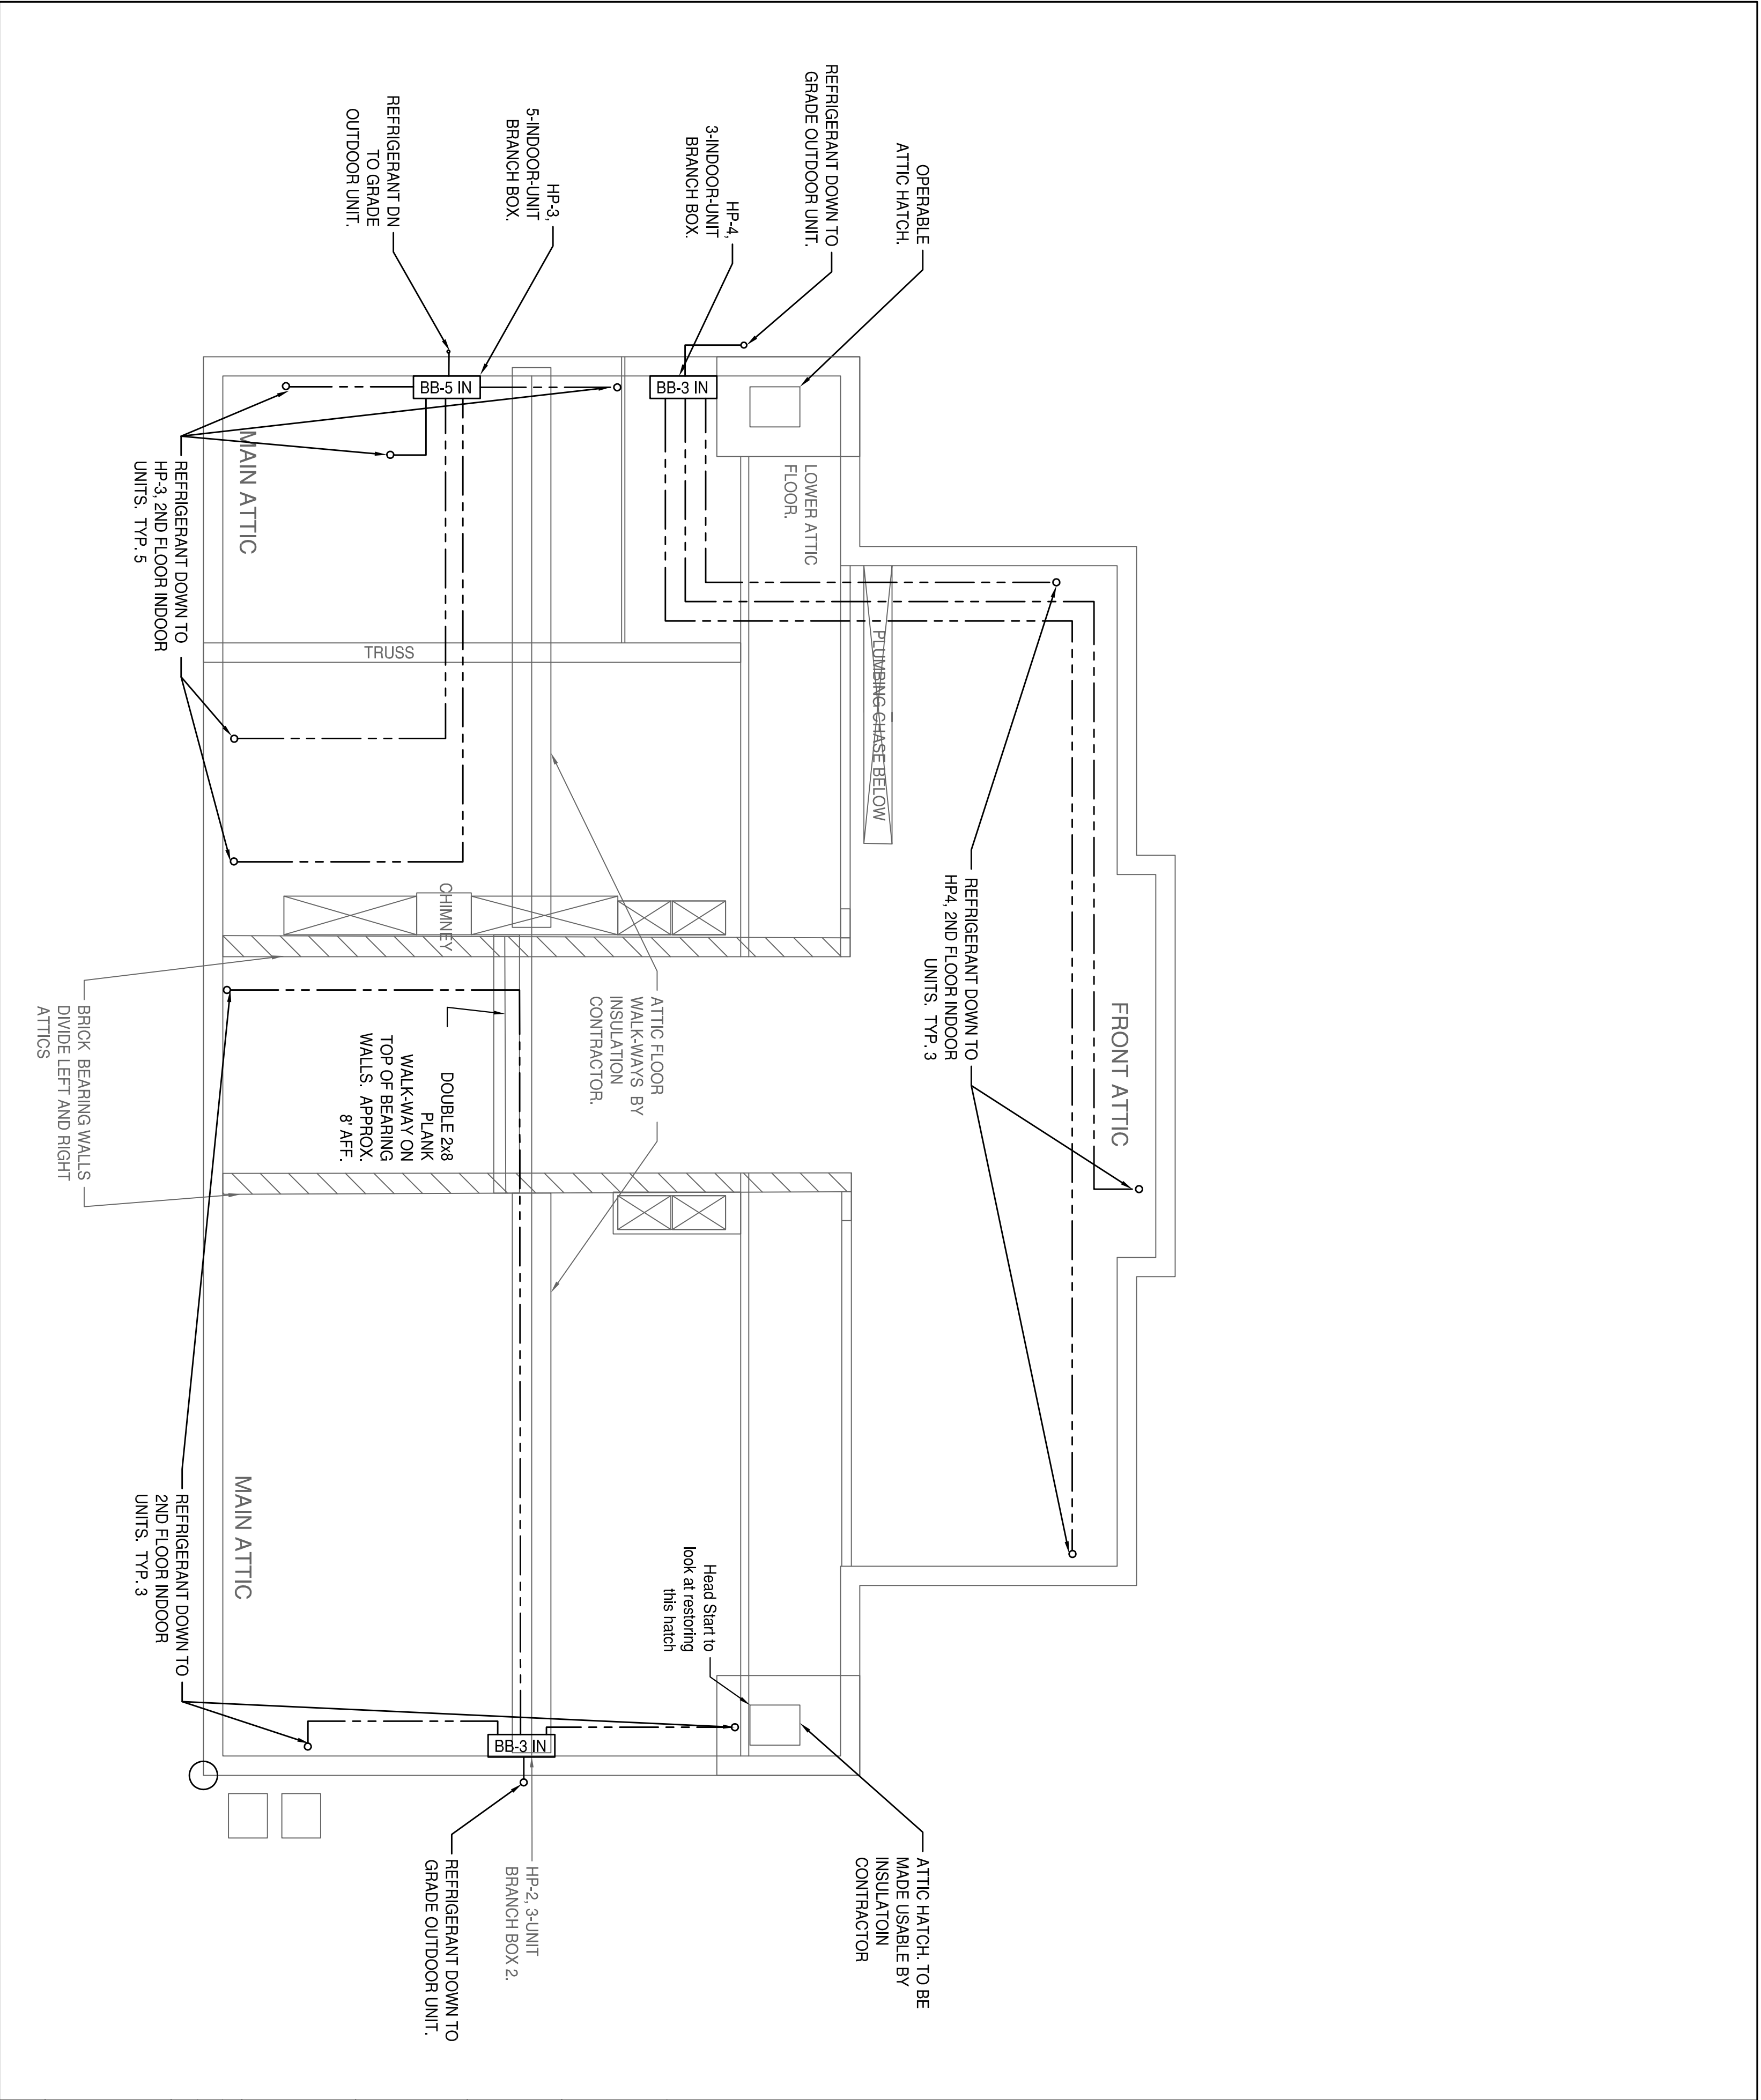 OPERABLE
ATTIC HATCH.
REFRIGERANT DOWN TO
GRADE OUTDOOR UNIT.
HP-4,
3-INDOOR-UNIT
BRANCH BOX.
HP-3,
5-INDOOR-UNIT
BRANCH BOX.
REFRIGERANT DN
TO GRADE
OUTDOOR UNIT.
BB-3 IN
BB-5 IN
LOWER ATTIC
FLOOR.
MAIN ATTIC
REFRIGERANT DOWN TO
HP-3, 2ND FLOOR INDOOR
UNITS.  TYP. 5
TRUSS
PLUMBING CHASE BELOW
CHIMNEY
FRONT ATTIC
REFRIGERANT DOWN TO
HP4, 2ND FLOOR INDOOR
UNITS.  TYP. 3
ATTIC FLOOR
WALK-WAYS  BY
INSULATION
CONTRACTOR.
DOUBLE 2x8
PLANK
WALK-WAY ON
TOP OF BEARING
WALLS.  APPROX.
8' AFF.
BRICK  BEARING WALLS
DIVIDE LEFT AND RIGHT
ATTICS
MAIN ATTIC
REFRIGERANT DOWN TO
2ND FLOOR INDOOR
UNITS.  TYP. 3
Head Start to
look at restoring
this hatch
BB-3 IN
ATTIC HATCH. TO BE
MADE USABLE BY
INSULATOIN
CONTRACTOR
HP-2, 3-UNIT
BRANCH BOX 2.
REFRIGERANT DOWN TO
GRADE OUTDOOR UNIT.